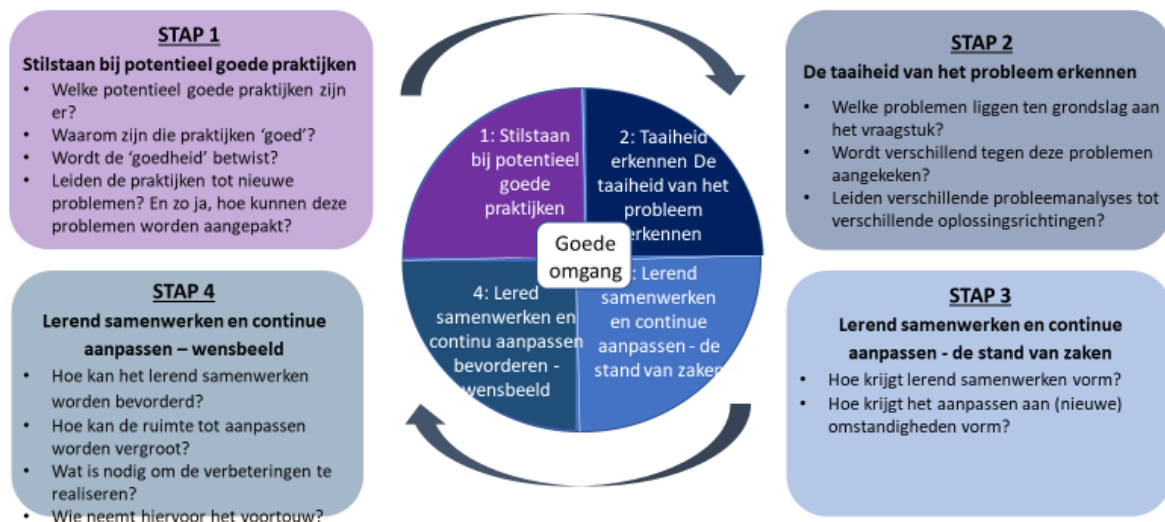 STAP 1
Stilstaan bij potentieel goede praktijken
• Welke potentieel goede praktijken zijn
er?
• Waarom zijn die praktijken ‘goed’?
• Wordt de ‘goedheid’ betwist?
• Leiden de praktijken tot nieuwe
problemen? En zo ja, hoe kunnen deze
problemen worden aangepakt?
STAP 2
De taaiheid van het probleem erkennen
• Welke problemen liggen ten grondslag aan
het vraagstuk?
• Wordt verschillend tegen deze problemen
aangekeken?
• Leiden verschillende probleemanalyses tot
verschillende oplossingsrichtingen?
1: Stilstaan
bij potentieel
goede
praktijken
2: Taaiheid
erkennen De
taaiheid van het
probleem
erkennen
Goede
omgang
4: Lered
samenwerken en
continu aanpassen
bevorderen -
wensbeeld
: Lerend
samenwerken
en continue
aanpassen - de
stand van zaken
STAP 4
Lerend samenwerken en continue
aanpassen – wensbeeld
• Hoe kan het lerend samenwerken
worden bevorderd?
• Hoe kan de ruimte tot aanpassen
worden vergroot?
• Wat is nodig om de verbeteringen te
realiseren?
• Wie neemt hiervoor het voortouw?
STAP 3
Lerend samenwerken en continue
aanpassen - de stand van zaken
• Hoe krijgt lerend samenwerken vorm?
• Hoe krijgt het aanpassen aan (nieuwe)
omstandigheden vorm?